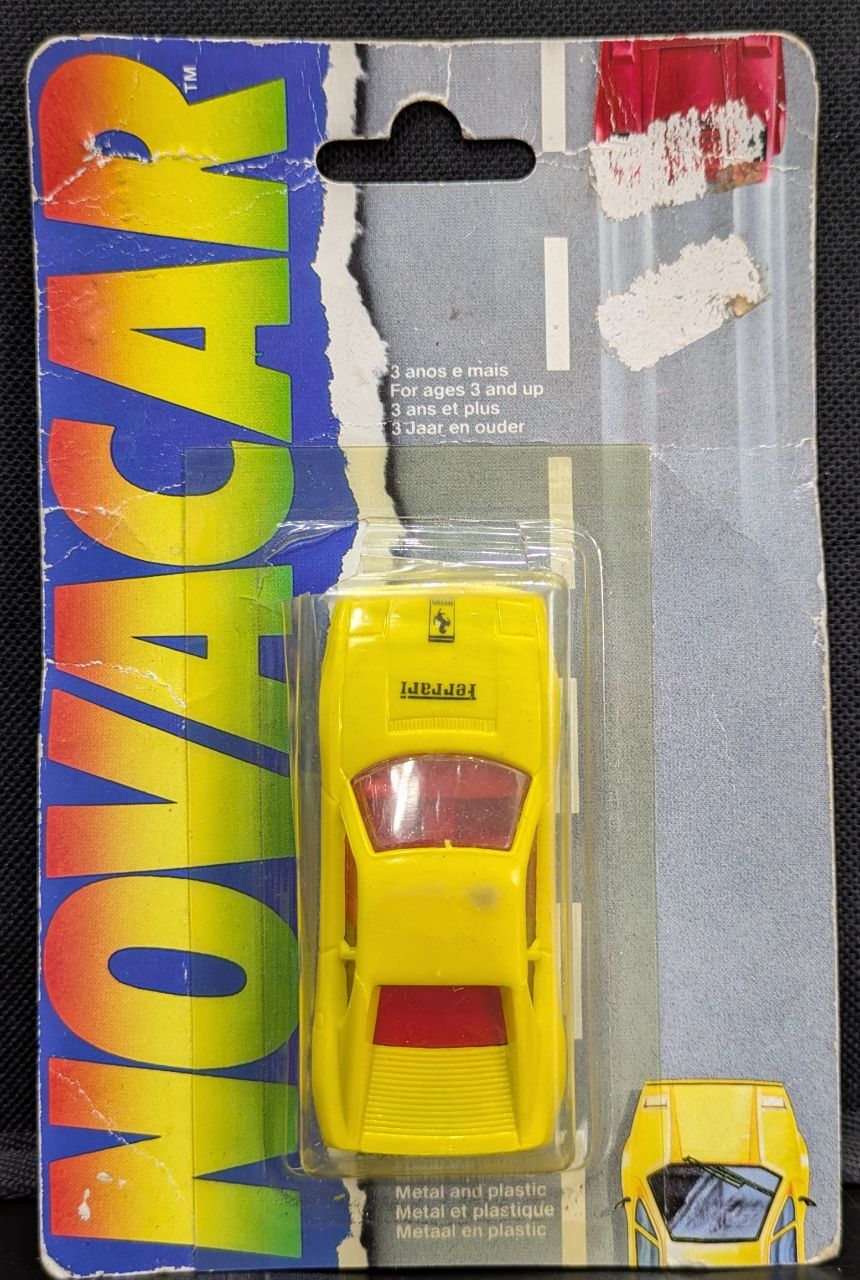 NOVACAR™
3 anos e mais
For ages 3 and up
3 ans et plus
3 Jaar en ouder
Ferrari
Metal and plastic
Metal et plastique
Metaal en plastic